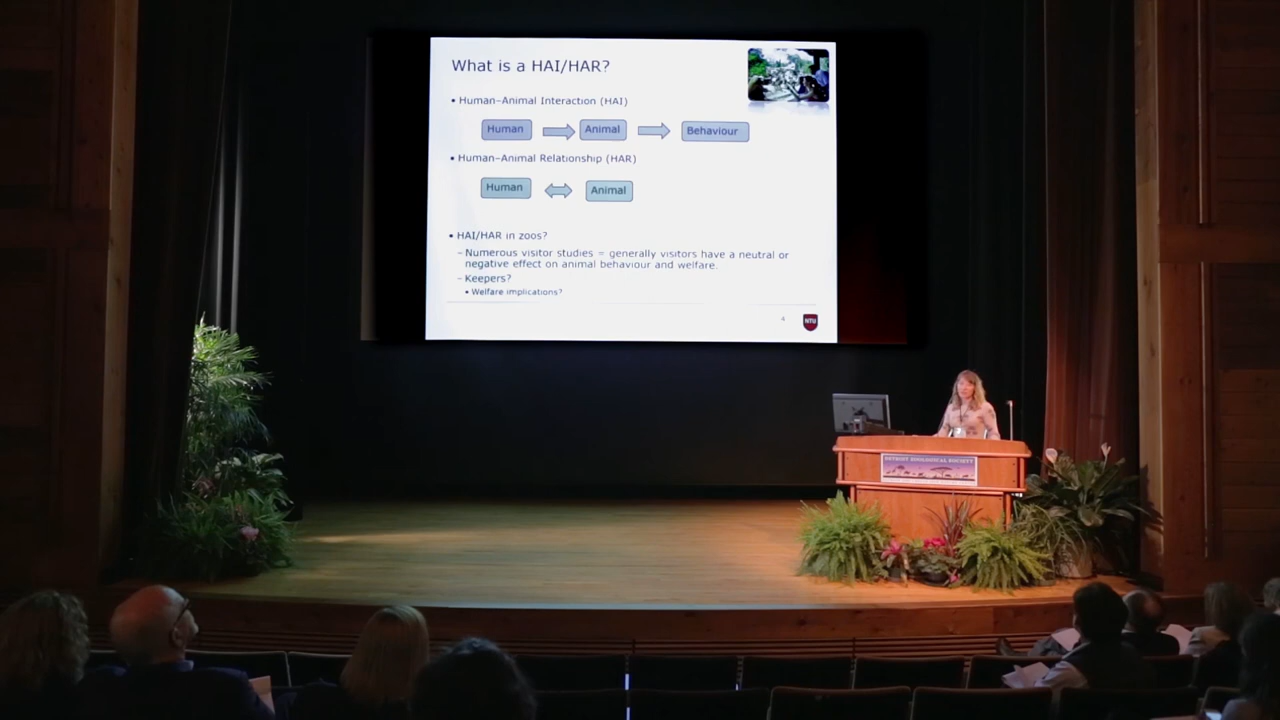 What is a HAI/HAR?
• Human–Animal Interaction (HAI)
Human Animal Behaviour
• Human–Animal Relationship (HAR)
Human Animal
• HAI/HAR in zoos?
– Numerous visitor studies = generally visitors have a neutral or
negative effect on animal behaviour and welfare.
– Keepers?
• Welfare implications?
4
NTU
DETROIT ZOOLOGICAL SOCIETY